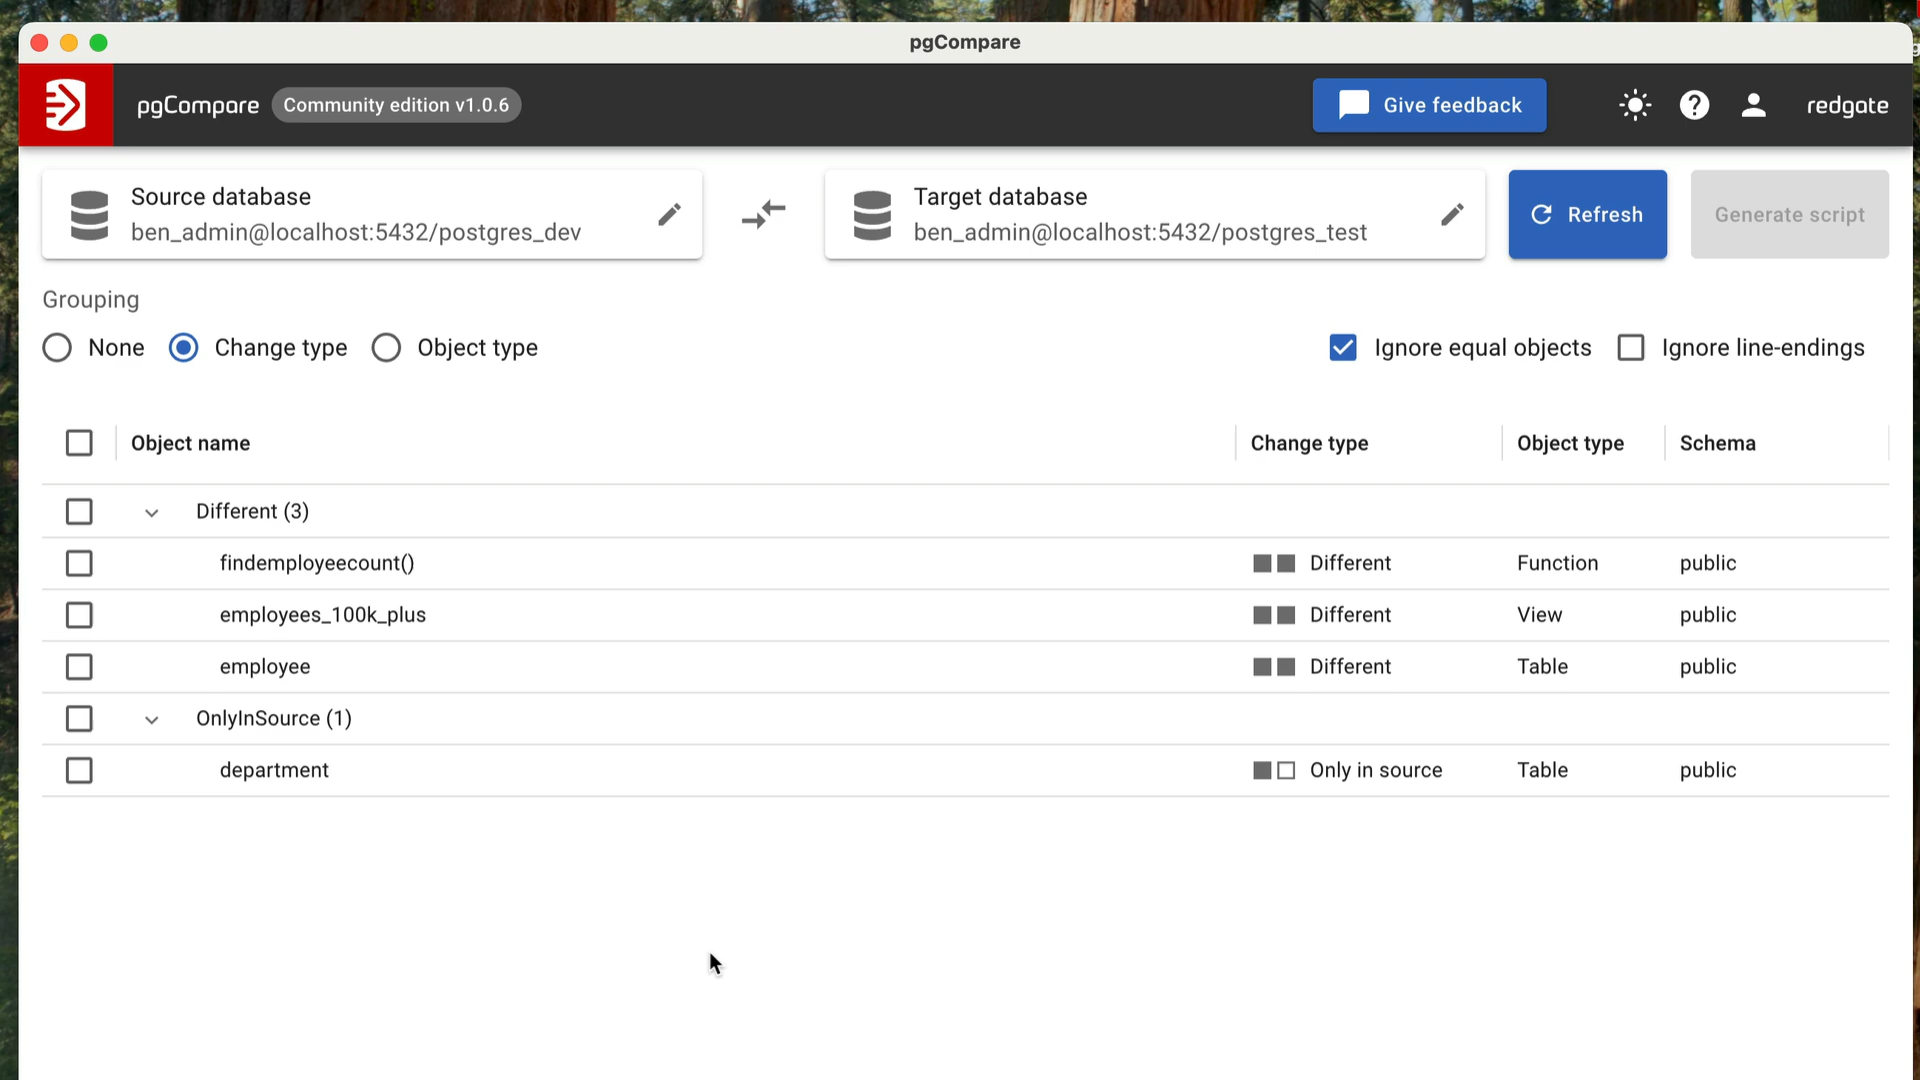 pgCompare
pgCompare
Community edition v1.0.6
Give feedback
redgate
Source database
ben_admin@localhost:5432/postgres_dev
Target database
ben_admin@localhost:5432/postgres_test
Refresh
Generate script
Grouping
None
Change type
Object type
Ignore equal objects
Ignore line-endings
Object name Change type Object type Schema
Different (3)
findemployeecount() Different Function public
employees_100k_plus Different View public
employee Different Table public
OnlyInSource (1)
department Only in source Table public